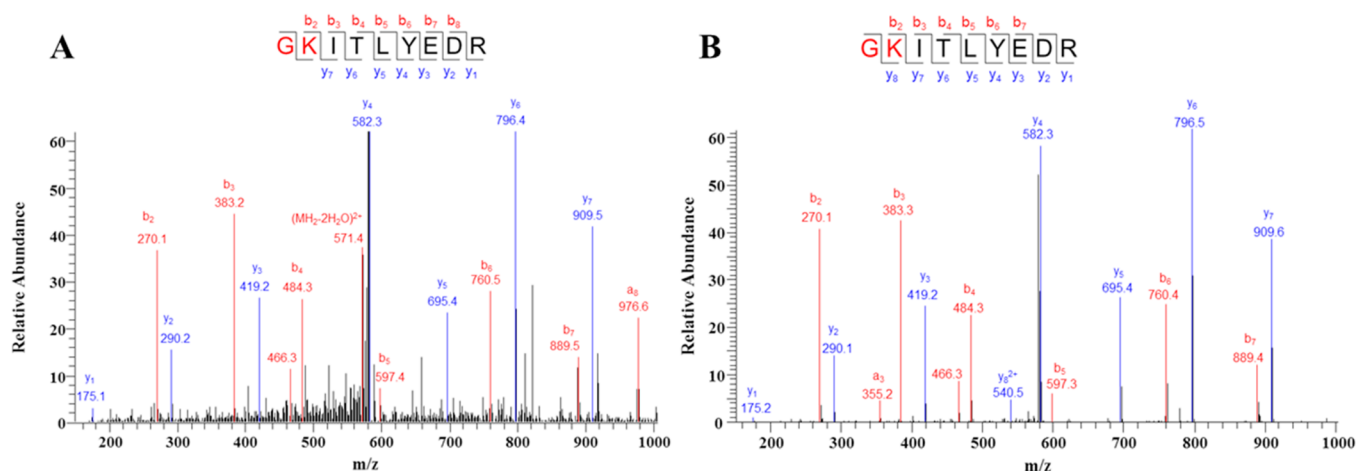 A
b₂ b₃ b₄ b₅ b₆ b₇ b₈
GKITLYEDR
y₇ y₆ y₅ y₄ y₃ y₂ y₁
Relative Abundance
60
50
40
30
20
10
0
y₁
175.1
b₂
270.1
y₂
290.2
b₃
383.2
y₃
419.2
466.3
b₄
484.3
(MH₂-2H₂O)²⁺
571.4
y₄
582.3
b₅
597.4
y₅
695.4
b₆
760.5
y₆
796.4
b₇
889.5
y₇
909.5
a₈
976.6
200 300 400 500 600 700 800 900 1000
m/z
B
b₂ b₃ b₄ b₅ b₆ b₇
GKITLYEDR
y₈ y₇ y₆ y₅ y₄ y₃ y₂ y₁
Relative Abundance
60
50
40
30
20
10
0
y₁
175.2
b₂
270.1
y₂
290.1
a₃
355.2
b₃
383.3
y₃
419.2
466.3
b₄
484.3
y₈²⁺
540.5
y₄
582.3
b₅
597.3
y₅
695.4
b₆
760.4
y₆
796.5
b₇
889.4
y₇
909.6
200 300 400 500 600 700 800 900 1000
m/z